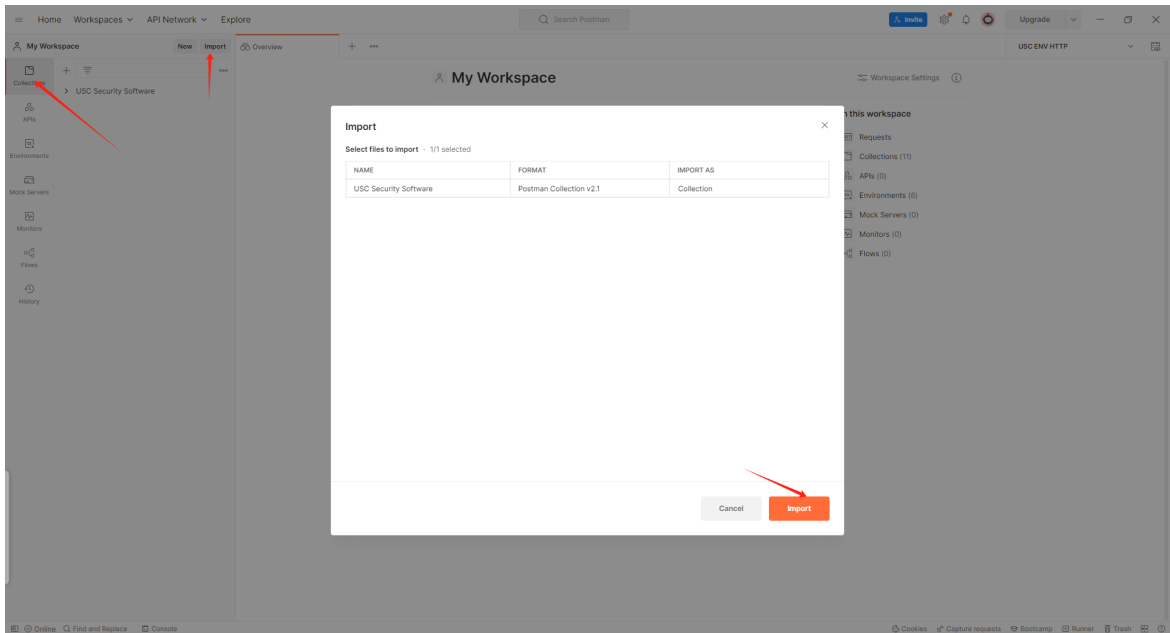 Home Workspaces API Network Explore Search Postman Invite Upgrade
My Workspace New Import Overview USC ENV HTTP
Collections
USC Security Software
APIs
Environments
Mock Servers
Monitors
Flows
History
My Workspace Workspace Settings
n this workspace
Requests
Collections (11)
APIs (0)
Environments (6)
Mock Servers (0)
Monitors (0)
Flows (0)
Import
Select files to import · 1/1 selected
NAME FORMAT IMPORT AS
USC Security Software Postman Collection v2.1 Collection
Cancel Import
Online Find and Replace Console Cookies Capture requests Bootcamp Runner Trash